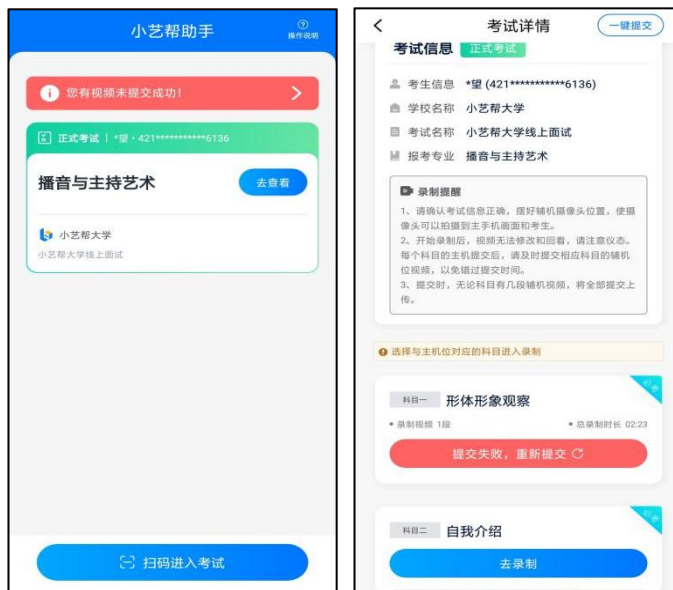 小艺帮助手
操作说明
您有视频未提交成功!
正式考试 | *望·421***********6136
播音与主持艺术
去查看
小艺帮大学
小艺帮大学线上面试
扫码进入考试
考试详情
一键提交
考试信息 正式考试
考生信息 *望 (421***********6136)
学校名称 小艺帮大学
考试名称 小艺帮大学线上面试
报考专业 播音与主持艺术
录制提醒
1、请确认考试信息正确，摆好辅机摄像头位置，使摄
像头可以拍摄到主手机画面和考生。
2、开始录制后，视频无法修改和回看，请注意仪态。
每个科目的主机提交后，请及时提交相应科目的辅机
位视频，以免错过提交时间。
3、提交时，无论科目有几段辅机视频，将全部提交上
传。
选择与主机位对应的科目进入录制
科目一 形体形象观察
• 录制视频 1段
• 总录制时长 02:23
提交失败，重新提交
科目二 自我介绍
去录制